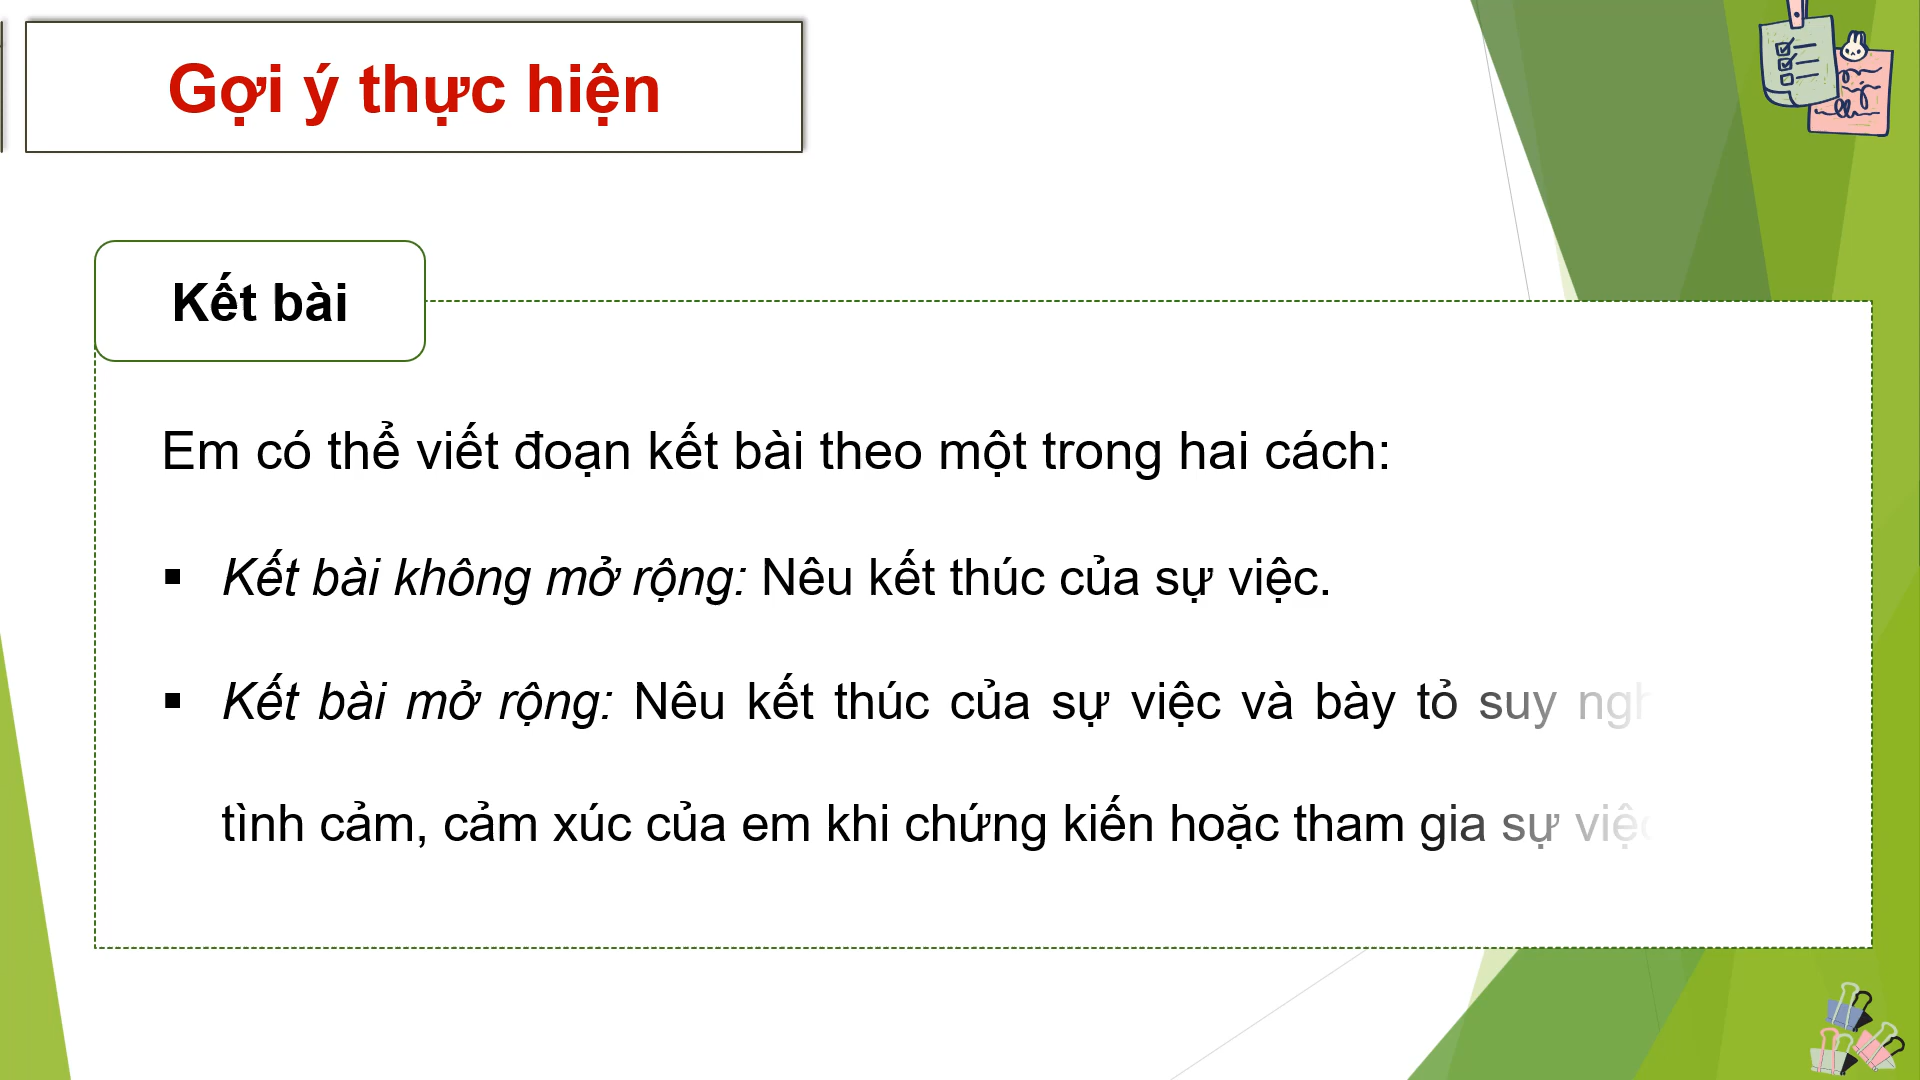 Gợi ý thực hiện
Kết bài
Em có thể viết đoạn kết bài theo một trong hai cách:
▪ Kết bài không mở rộng: Nêu kết thúc của sự việc.
▪ Kết bài mở rộng: Nêu kết thúc của sự việc và bày tỏ suy
tình cảm, cảm xúc của em khi chứng kiến hoặc tham gia sự việc